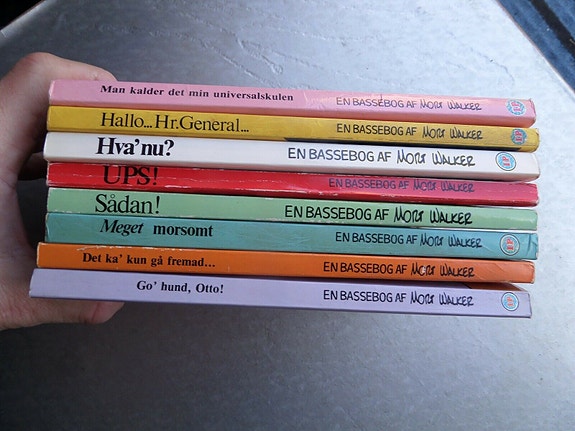 Man kalder det min universalskulen EN BASSEBOG AF MORT WALKER
Hallo... Hr. General... EN BASSEBOG AF MORT WALKER
Hva' nu? EN BASSEBOG AF MORT WALKER
UPS! EN BASSEBOG AF MORT WALKER
Sådan! EN BASSEBOG AF MORT WALKER
Meget morsomt EN BASSEBOG AF MORT WALKER
Det ka' kun gå fremad... EN BASSEBOG AF MORT WALKER
Go' hund, Otto! EN BASSEBOG AF MORT WALKER